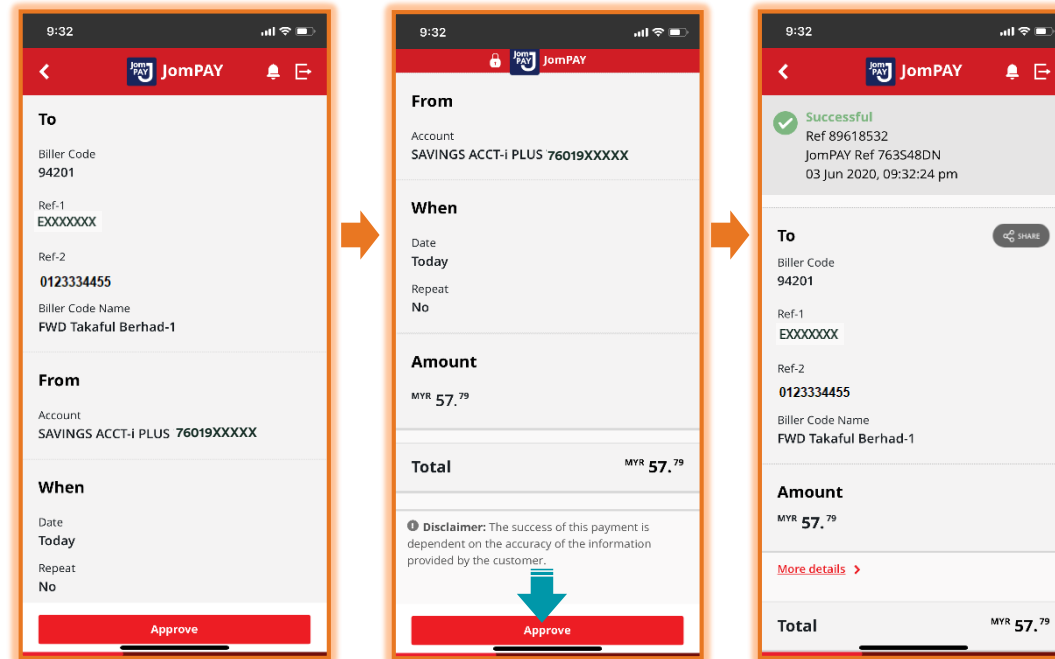 9:32
JomPAY JomPAY
To
Biller Code
94201
Ref-1
EXXXXXXX
Ref-2
0123334455
Biller Code Name
FWD Takaful Berhad-1
From
Account
SAVINGS ACCT-i PLUS 76019XXXXX
When
Date
Today
Repeat
No
Approve
9:32
JomPAY JomPAY
From
Account
SAVINGS ACCT-i PLUS 76019XXXXX
When
Date
Today
Repeat
No
Amount
MYR 57.79
Total MYR 57.79
Disclaimer: The success of this payment is
dependent on the accuracy of the information
provided by the customer.
Approve
9:32
JomPAY JomPAY
Successful
Ref 89618532
JomPAY Ref 763S48DN
03 Jun 2020, 09:32:24 pm
To SHARE
Biller Code
94201
Ref-1
EXXXXXXX
Ref-2
0123334455
Biller Code Name
FWD Takaful Berhad-1
Amount
MYR 57.79
More details
Total MYR 57.79